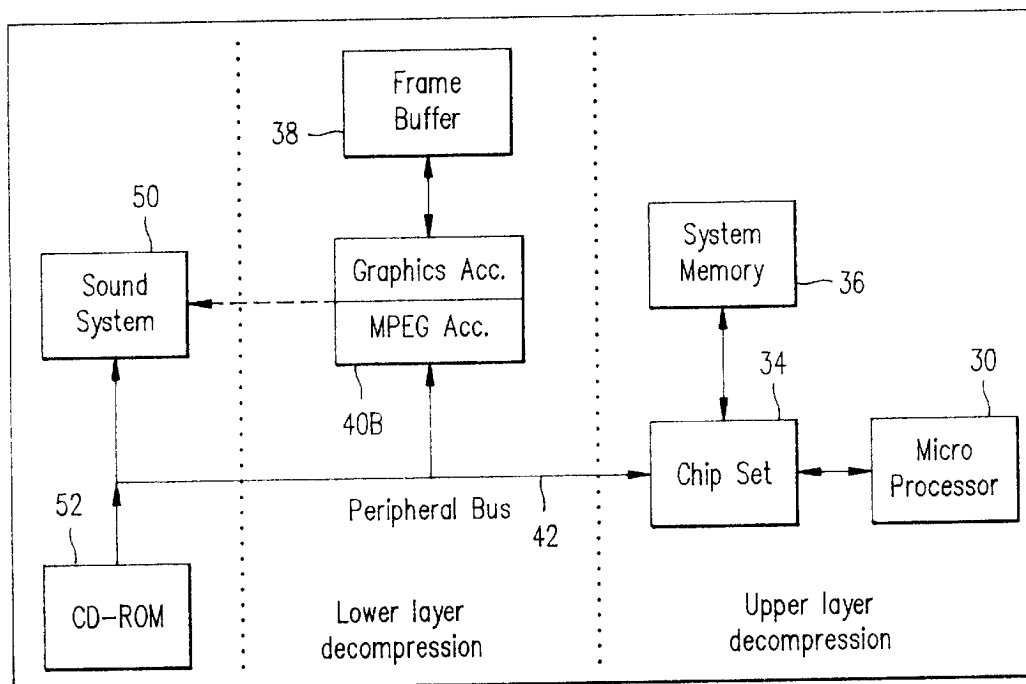 Frame
Buffer
38
50
Sound
System
Graphics Acc.
MPEG Acc.
40B
System
Memory
36
34
30
Chip Set
Micro
Processor
Peripheral Bus
42
52
CD-ROM
Lower layer
decompression
Upper layer
decompression